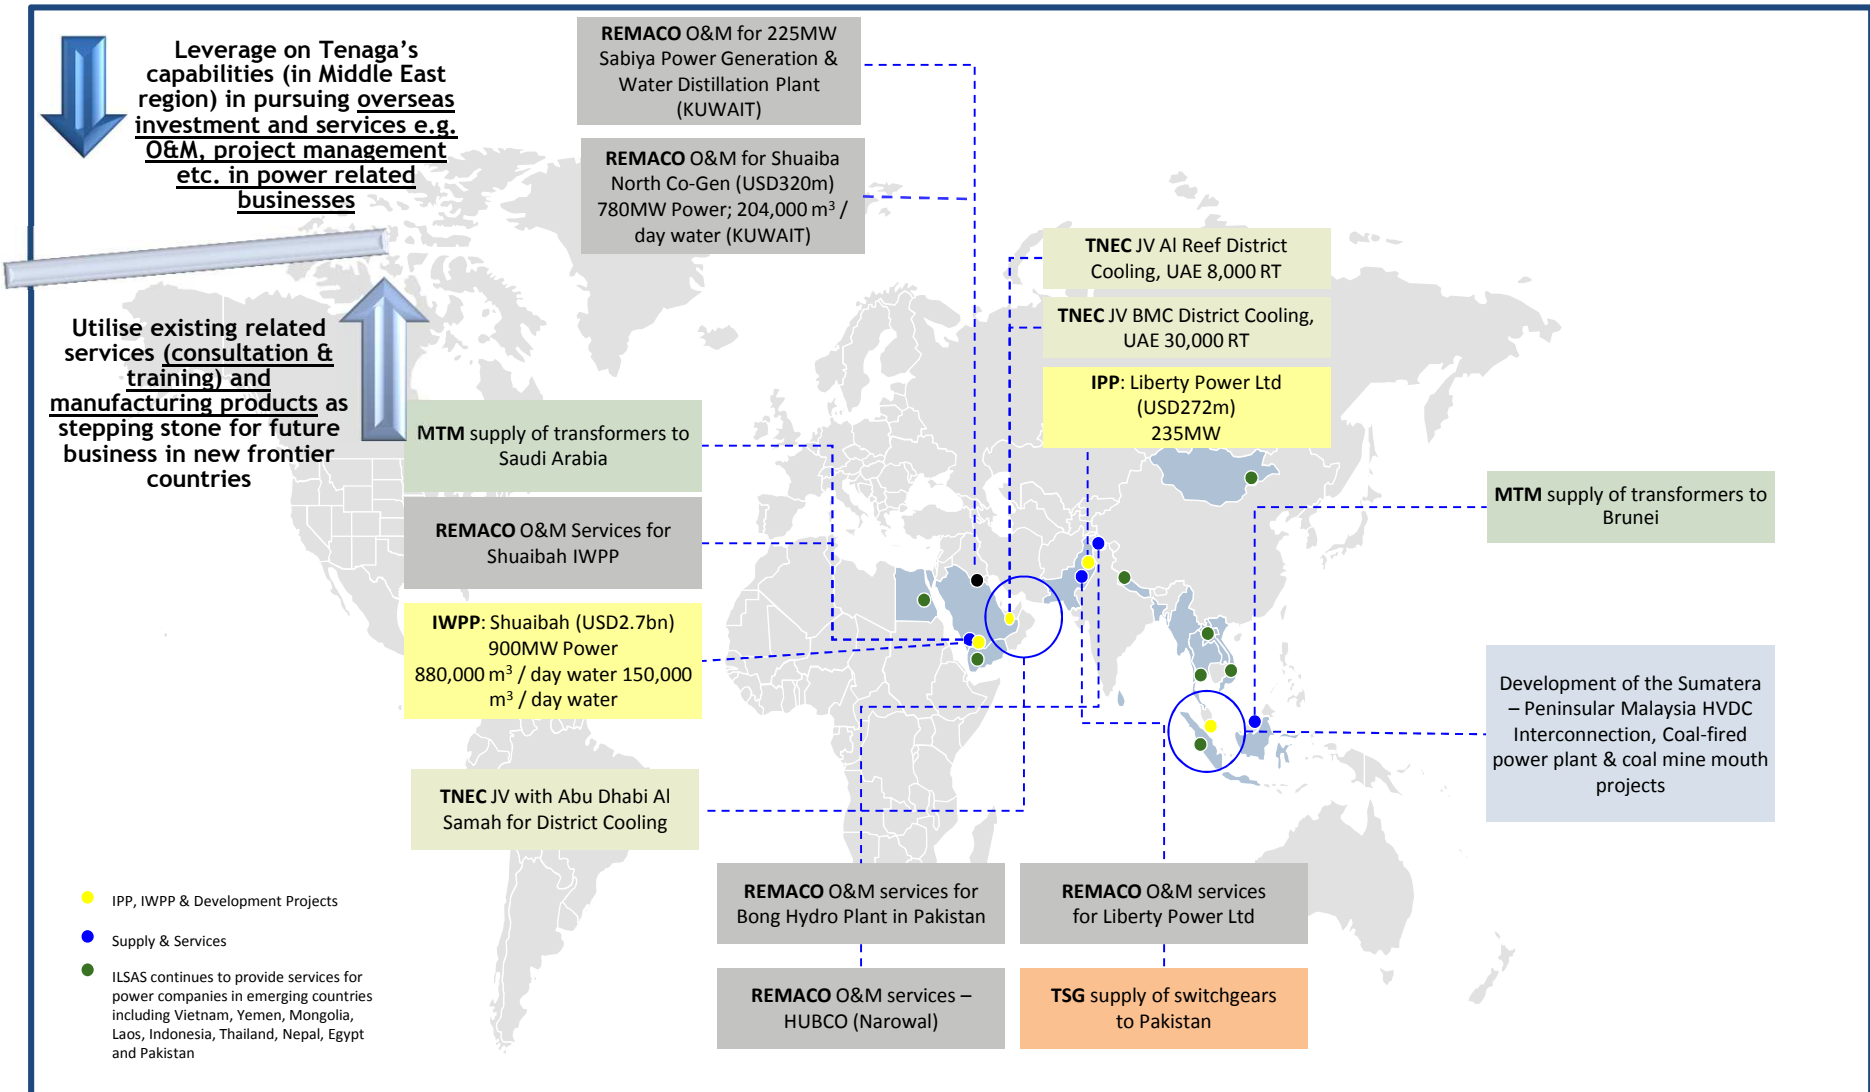 Leverage on Tenaga’s
capabilities (in Middle East
region) in pursuing overseas
investment and services e.g.
O&M, project management
etc. in power related
businesses
Utilise existing related
services (consultation &
training) and
manufacturing products as
stepping stone for future
business in new frontier
countries
REMACO O&M for 225MW
Sabiya Power Generation &
Water Distillation Plant
(KUWAIT)
REMACO O&M for Shuaiba
North Co-Gen (USD320m)
780MW Power; 204,000 m³ /
day water (KUWAIT)
TNEC JV Al Reef District
Cooling, UAE 8,000 RT
TNEC JV BMC District Cooling,
UAE 30,000 RT
IPP: Liberty Power Ltd
(USD272m)
235MW
MTM supply of transformers to
Saudi Arabia
REMACO O&M Services for
Shuaibah IWPP
IWPP: Shuaibah (USD2.7bn)
900MW Power
880,000 m³ / day water 150,000
m³ / day water
TNEC JV with Abu Dhabi Al
Samah for District Cooling
MTM supply of transformers to
Brunei
Development of the Sumatera
– Peninsular Malaysia HVDC
Interconnection, Coal-fired
power plant & coal mine mouth
projects
REMACO O&M services for
Bong Hydro Plant in Pakistan
REMACO O&M services
for Liberty Power Ltd
REMACO O&M services –
HUBCO (Narowal)
TSG supply of switchgears
to Pakistan
IPP, IWPP & Development Projects
Supply & Services
ILSAS continues to provide services for
power companies in emerging countries
including Vietnam, Yemen, Mongolia,
Laos, Indonesia, Thailand, Nepal, Egypt
and Pakistan